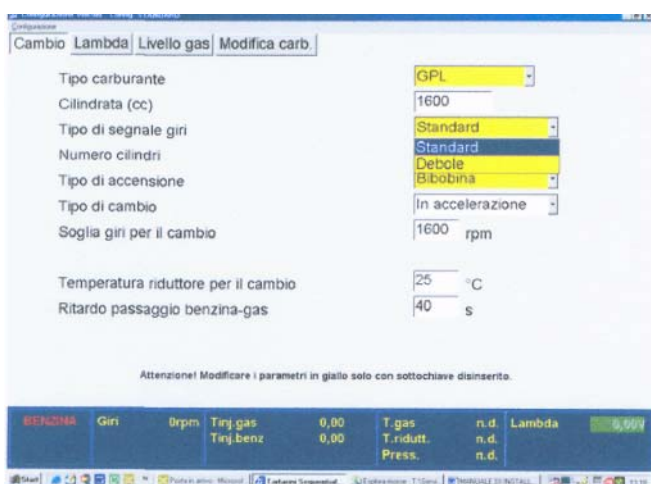 Configurazione
Cambio Lambda Livello gas Modifica carb.
Tipo carburante GPL
Cilindrata (cc) 1600
Tipo di segnale giri Standard
Standard
Numero cilindri
Debole
Tipo di accensione Bibobina
Tipo di cambio In accelerazione
Soglia giri per il cambio 1600 rpm
Temperatura riduttore per il cambio 25 °C
Ritardo passaggio benzina-gas 40 s
Attenzione! Modificare i parametri in giallo solo con sottochiave disinserito.
BENZINA Giri 0rpm Tinj.gas 0,00 T.gas n.d. Lambda 0,00V
Tinj.benz 0,00 T.ridutt. n.d.
Press. n.d.
Start